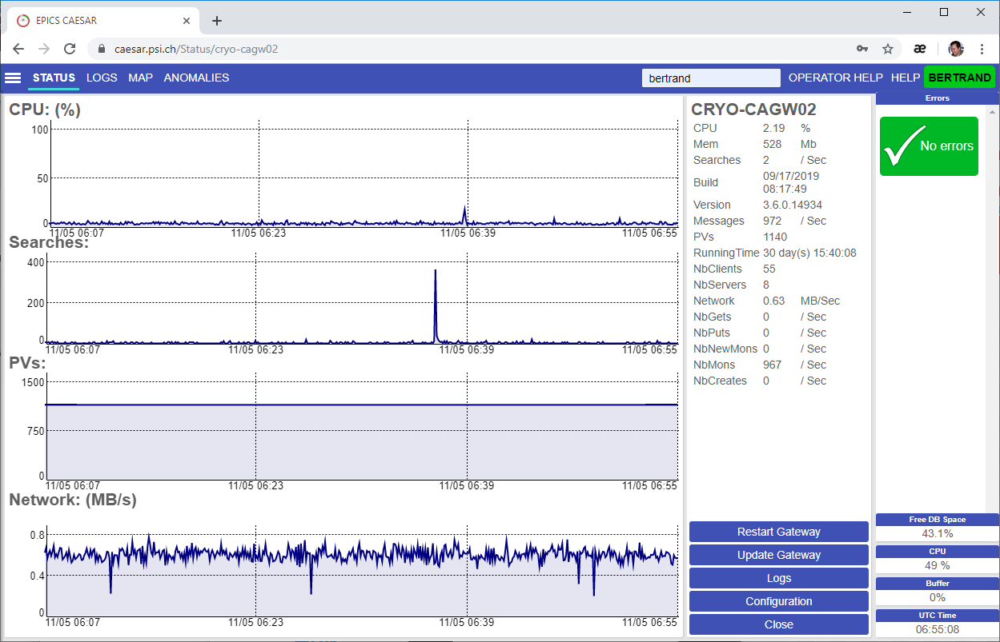 EPICS CAESAR
caesar.psi.ch/Status/cryo-cagw02
æ
STATUS LOGS MAP ANOMALIES bertrand OPERATOR HELP HELP BERTRAND
CPU: (%)
100
50
0
11/05 06:07 11/05 06:23 11/05 06:39 11/05 06:55
Searches:
400
200
0
11/05 06:07 11/05 06:23 11/05 06:39 11/05 06:55
PVs:
1500
750
0
11/05 06:07 11/05 06:23 11/05 06:39 11/05 06:55
Network: (MB/s)
0.8
0.4
0
11/05 06:07 11/05 06:23 11/05 06:39 11/05 06:55
CRYO-CAGW02
CPU 2.19 %
Mem 528 Mb
Searches 2 / Sec
Build 09/17/2019
08:17:49
Version 3.6.0.14934
Messages 972 / Sec
PVs 1140
RunningTime 30 day(s) 15:40:08
NbClients 55
NbServers 8
Network 0.63 MB/Sec
NbGets 0 / Sec
NbPuts 0 / Sec
NbNewMons 0 / Sec
NbMons 967 / Sec
NbCreates 0 / Sec
Restart Gateway
Update Gateway
Logs
Configuration
Close
Errors
No errors
Free DB Space
43.1%
CPU
49 %
Buffer
0%
UTC Time
06:55:08